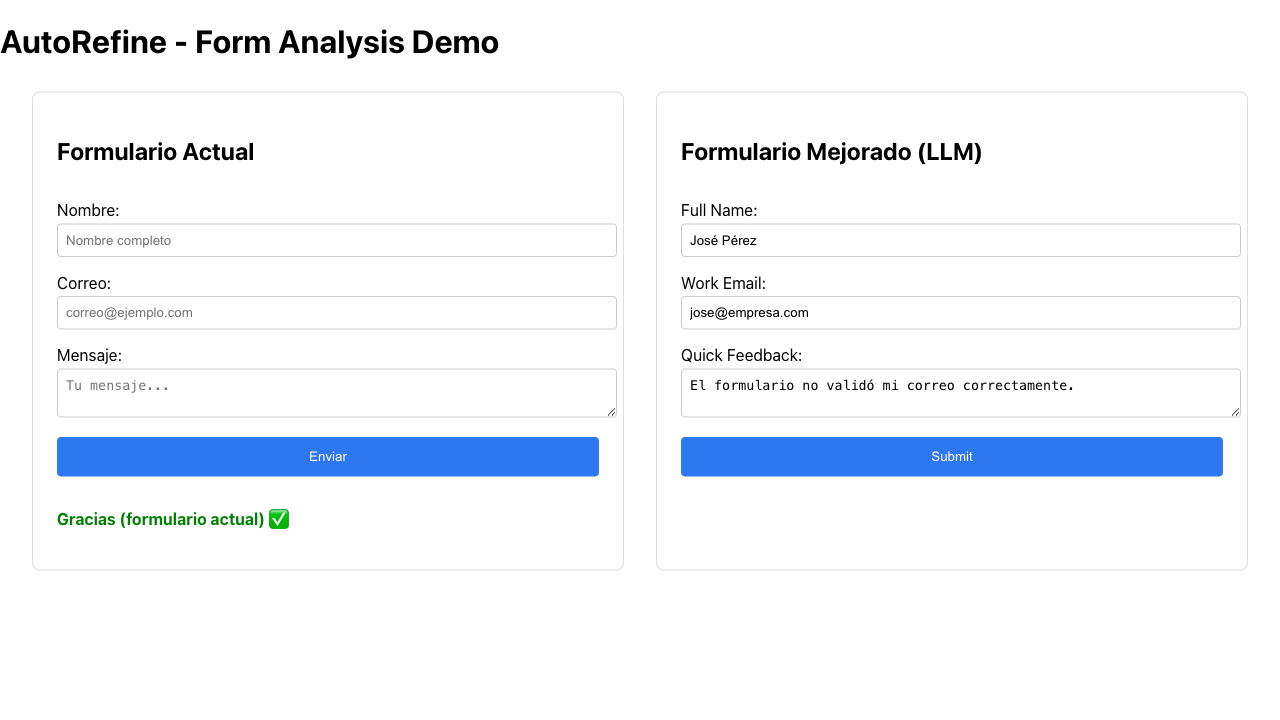 AutoRefine - Form Analysis Demo
Formulario Actual
Nombre:
Nombre completo
Correo:
correo@ejemplo.com
Mensaje:
Tu mensaje...
Enviar
Gracias (formulario actual) ✅
Formulario Mejorado (LLM)
Full Name:
José Pérez
Work Email:
jose@empresa.com
Quick Feedback:
El formulario no validó mi correo correctamente.
Submit